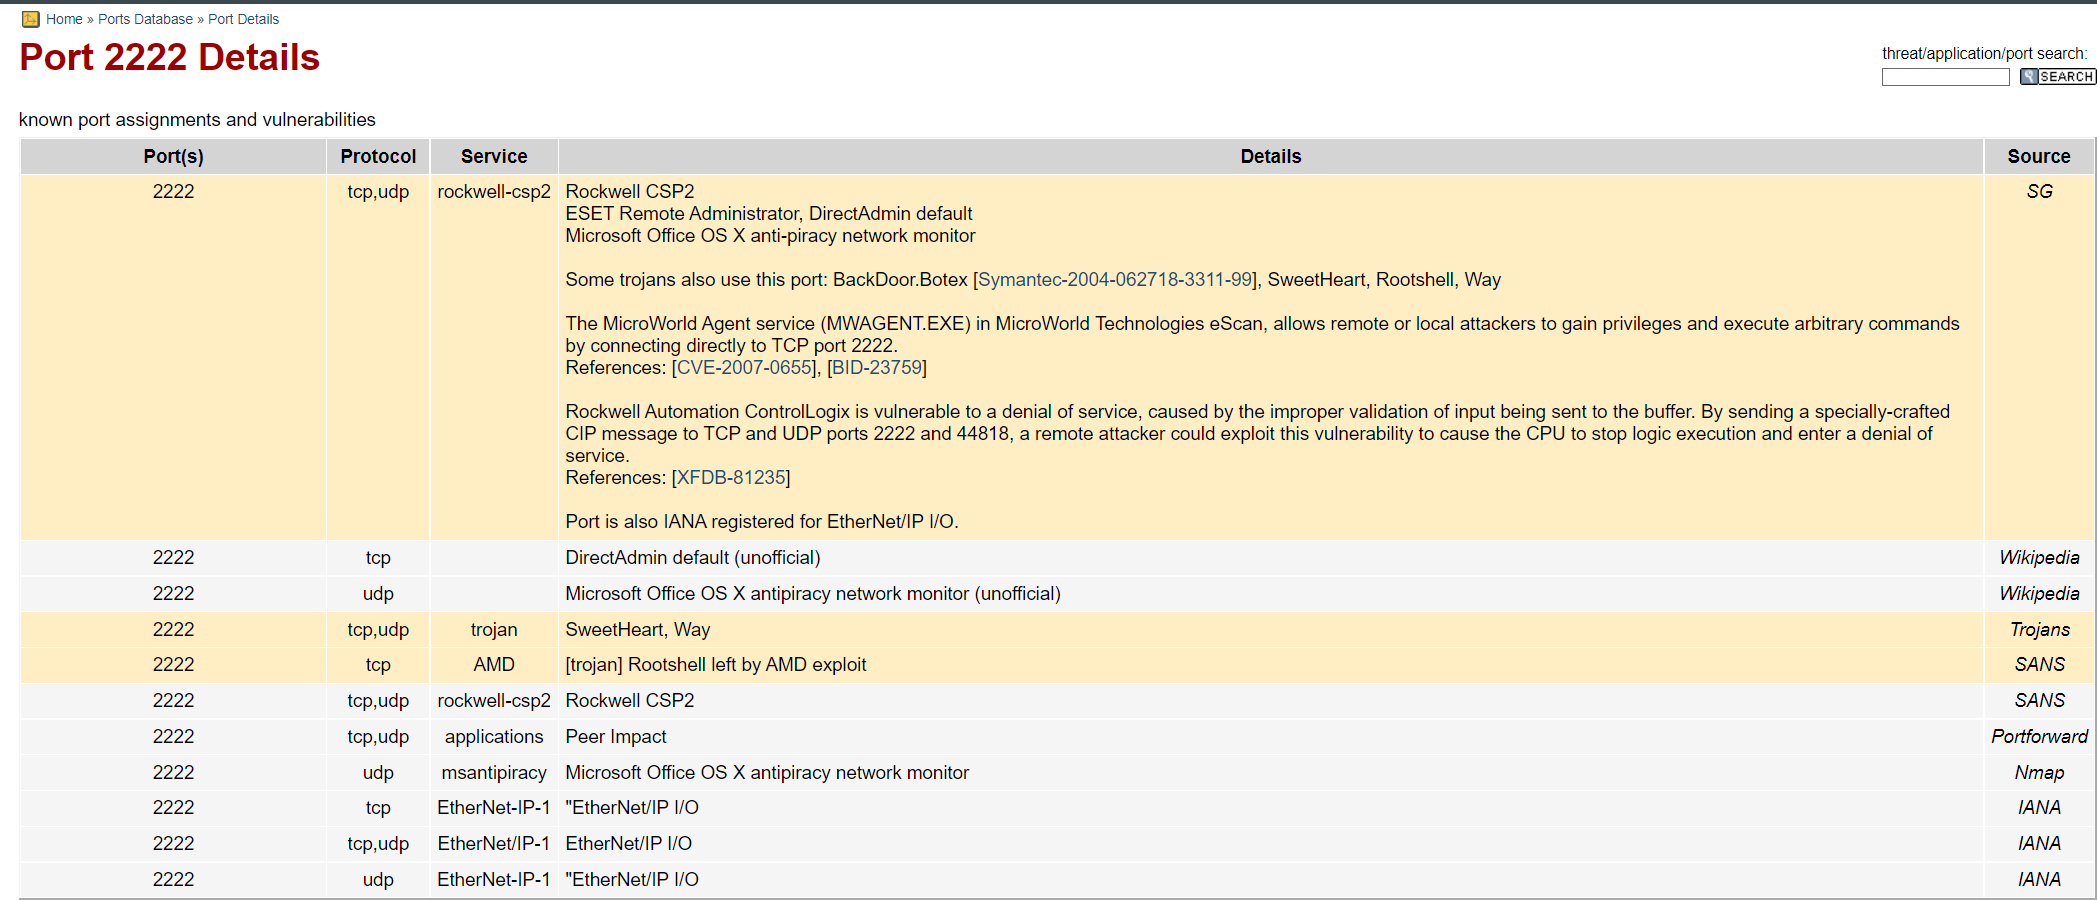 Home » Ports Database » Port Details
Port 2222 Details
threat/application/port search:
SEARCH
known port assignments and vulnerabilities
Port(s) Protocol Service Details Source
2222 tcp,udp rockwell-csp2 Rockwell CSP2 SG
ESET Remote Administrator, DirectAdmin default
Microsoft Office OS X anti-piracy network monitor
Some trojans also use this port: BackDoor.Botex [Symantec-2004-062718-3311-99], SweetHeart, Rootshell, Way
The MicroWorld Agent service (MWAGENT.EXE) in MicroWorld Technologies eScan, allows remote or local attackers to gain privileges and execute arbitrary commands
by connecting directly to TCP port 2222.
References: [CVE-2007-0655], [BID-23759]
Rockwell Automation ControlLogix is vulnerable to a denial of service, caused by the improper validation of input being sent to the buffer. By sending a specially-crafted
CIP message to TCP and UDP ports 2222 and 44818, a remote attacker could exploit this vulnerability to cause the CPU to stop logic execution and enter a denial of
service.
References: [XFDB-81235]
Port is also IANA registered for EtherNet/IP I/O.
2222 tcp DirectAdmin default (unofficial) Wikipedia
2222 udp Microsoft Office OS X antipiracy network monitor (unofficial) Wikipedia
2222 tcp,udp trojan SweetHeart, Way Trojans
2222 tcp AMD [trojan] Rootshell left by AMD exploit SANS
2222 tcp,udp rockwell-csp2 Rockwell CSP2 SANS
2222 tcp,udp applications Peer Impact Portforward
2222 udp msantipiracy Microsoft Office OS X antipiracy network monitor Nmap
2222 tcp EtherNet-IP-1 "EtherNet/IP I/O IANA
2222 tcp,udp EtherNet/IP-1 EtherNet/IP I/O IANA
2222 udp EtherNet-IP-1 "EtherNet/IP I/O IANA